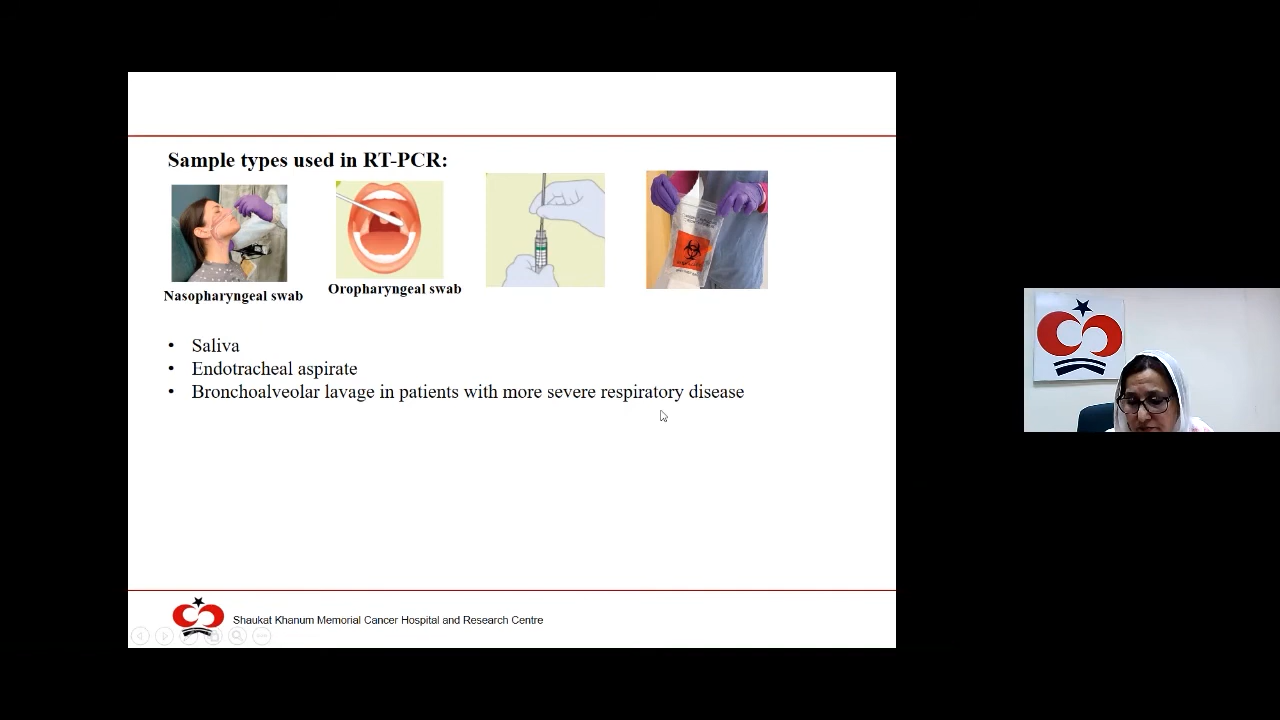 Sample types used in RT-PCR:
Nasopharyngeal swab
Oropharyngeal swab
• Saliva
• Endotracheal aspirate
• Bronchoalveolar lavage in patients with more severe respiratory disease
Shaukat Khanum Memorial Cancer Hospital and Research Centre